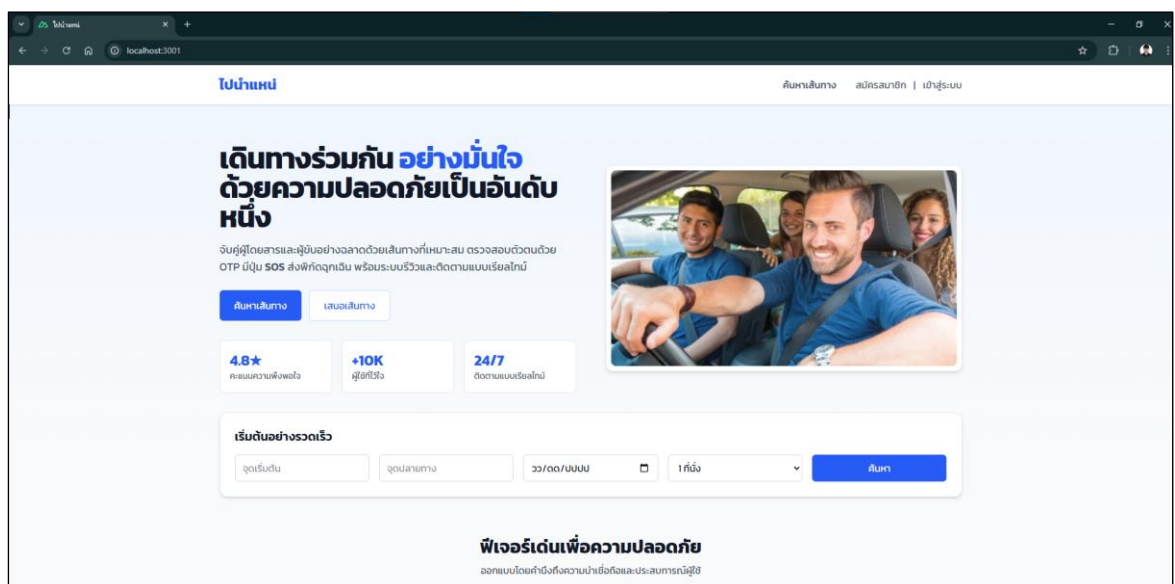 ไปนำแหน่
localhost:3001
ไปนำแหน่
ค้นหาเส้นทาง สมัครสมาชิก | เข้าสู่ระบบ
เดินทางร่วมกัน อย่างมั่นใจ
ด้วยความปลอดภัยเป็นอันดับ
หนึ่ง
จับคู่ผู้โดยสารและผู้ขับอย่างฉลาดด้วยเส้นทางที่เหมาะสม ตรวจสอบตัวตนด้วย
OTP มีปุ่ม SOS ส่งพิกัดฉุกเฉิน พร้อมระบบรีวิวและติดตามแบบเรียลไทม์
ค้นหาเส้นทาง เสนอเส้นทาง
4.8★ +10K 24/7
คะแนนความพึงพอใจ ผู้ใช้ที่ไว้ใจ ติดตามแบบเรียลไทม์
เริ่มต้นอย่างรวดเร็ว
จุดเริ่มต้น จุดปลายทาง วว/ดด/ปปปป 1 ที่นั่ง ค้นหา
ฟีเจอร์เด่นเพื่อความปลอดภัย
ออกแบบโดยคำนึงถึงความน่าเชื่อถือและประสบการณ์ผู้ใช้